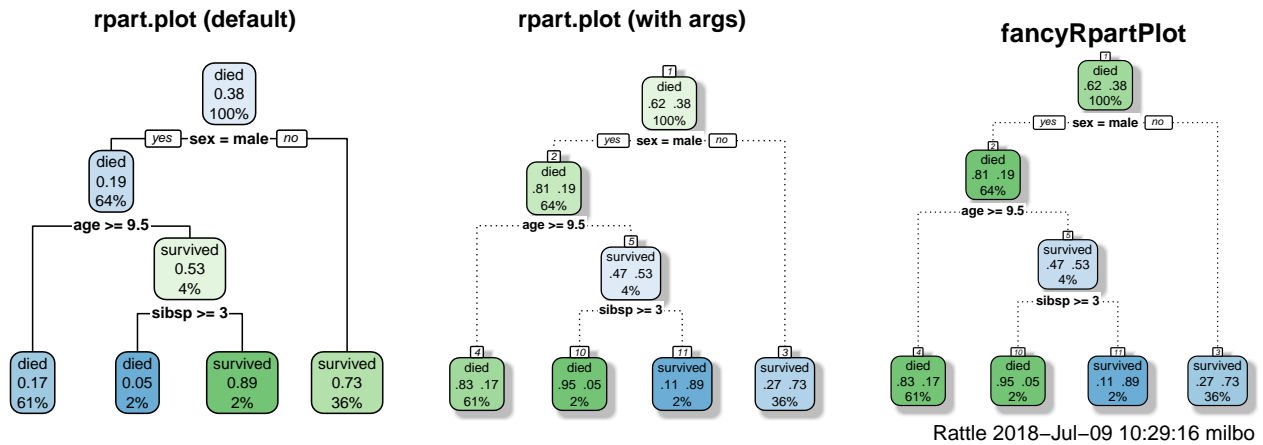 rpart.plot (default)
died
0.38
100%
yes sex = male no
died
0.19
64%
age >= 9.5
survived
0.53
4%
sibsp >= 3
died
0.17
61%
died
0.05
2%
survived
0.89
2%
survived
0.73
36%
rpart.plot (with args)
1
died
.62 .38
100%
yes sex = male no
2
died
.81 .19
64%
age >= 9.5
5
survived
.47 .53
4%
sibsp >= 3
4
died
.83 .17
61%
10
died
.95 .05
2%
11
survived
.11 .89
2%
3
survived
.27 .73
36%
fancyRpartPlot
1
died
.62 .38
100%
yes sex = male no
2
died
.81 .19
64%
age >= 9.5
5
survived
.47 .53
4%
sibsp >= 3
4
died
.83 .17
61%
10
died
.95 .05
2%
11
survived
.11 .89
2%
3
survived
.27 .73
36%
Rattle 2018−Jul−09 10:29:16 milbo